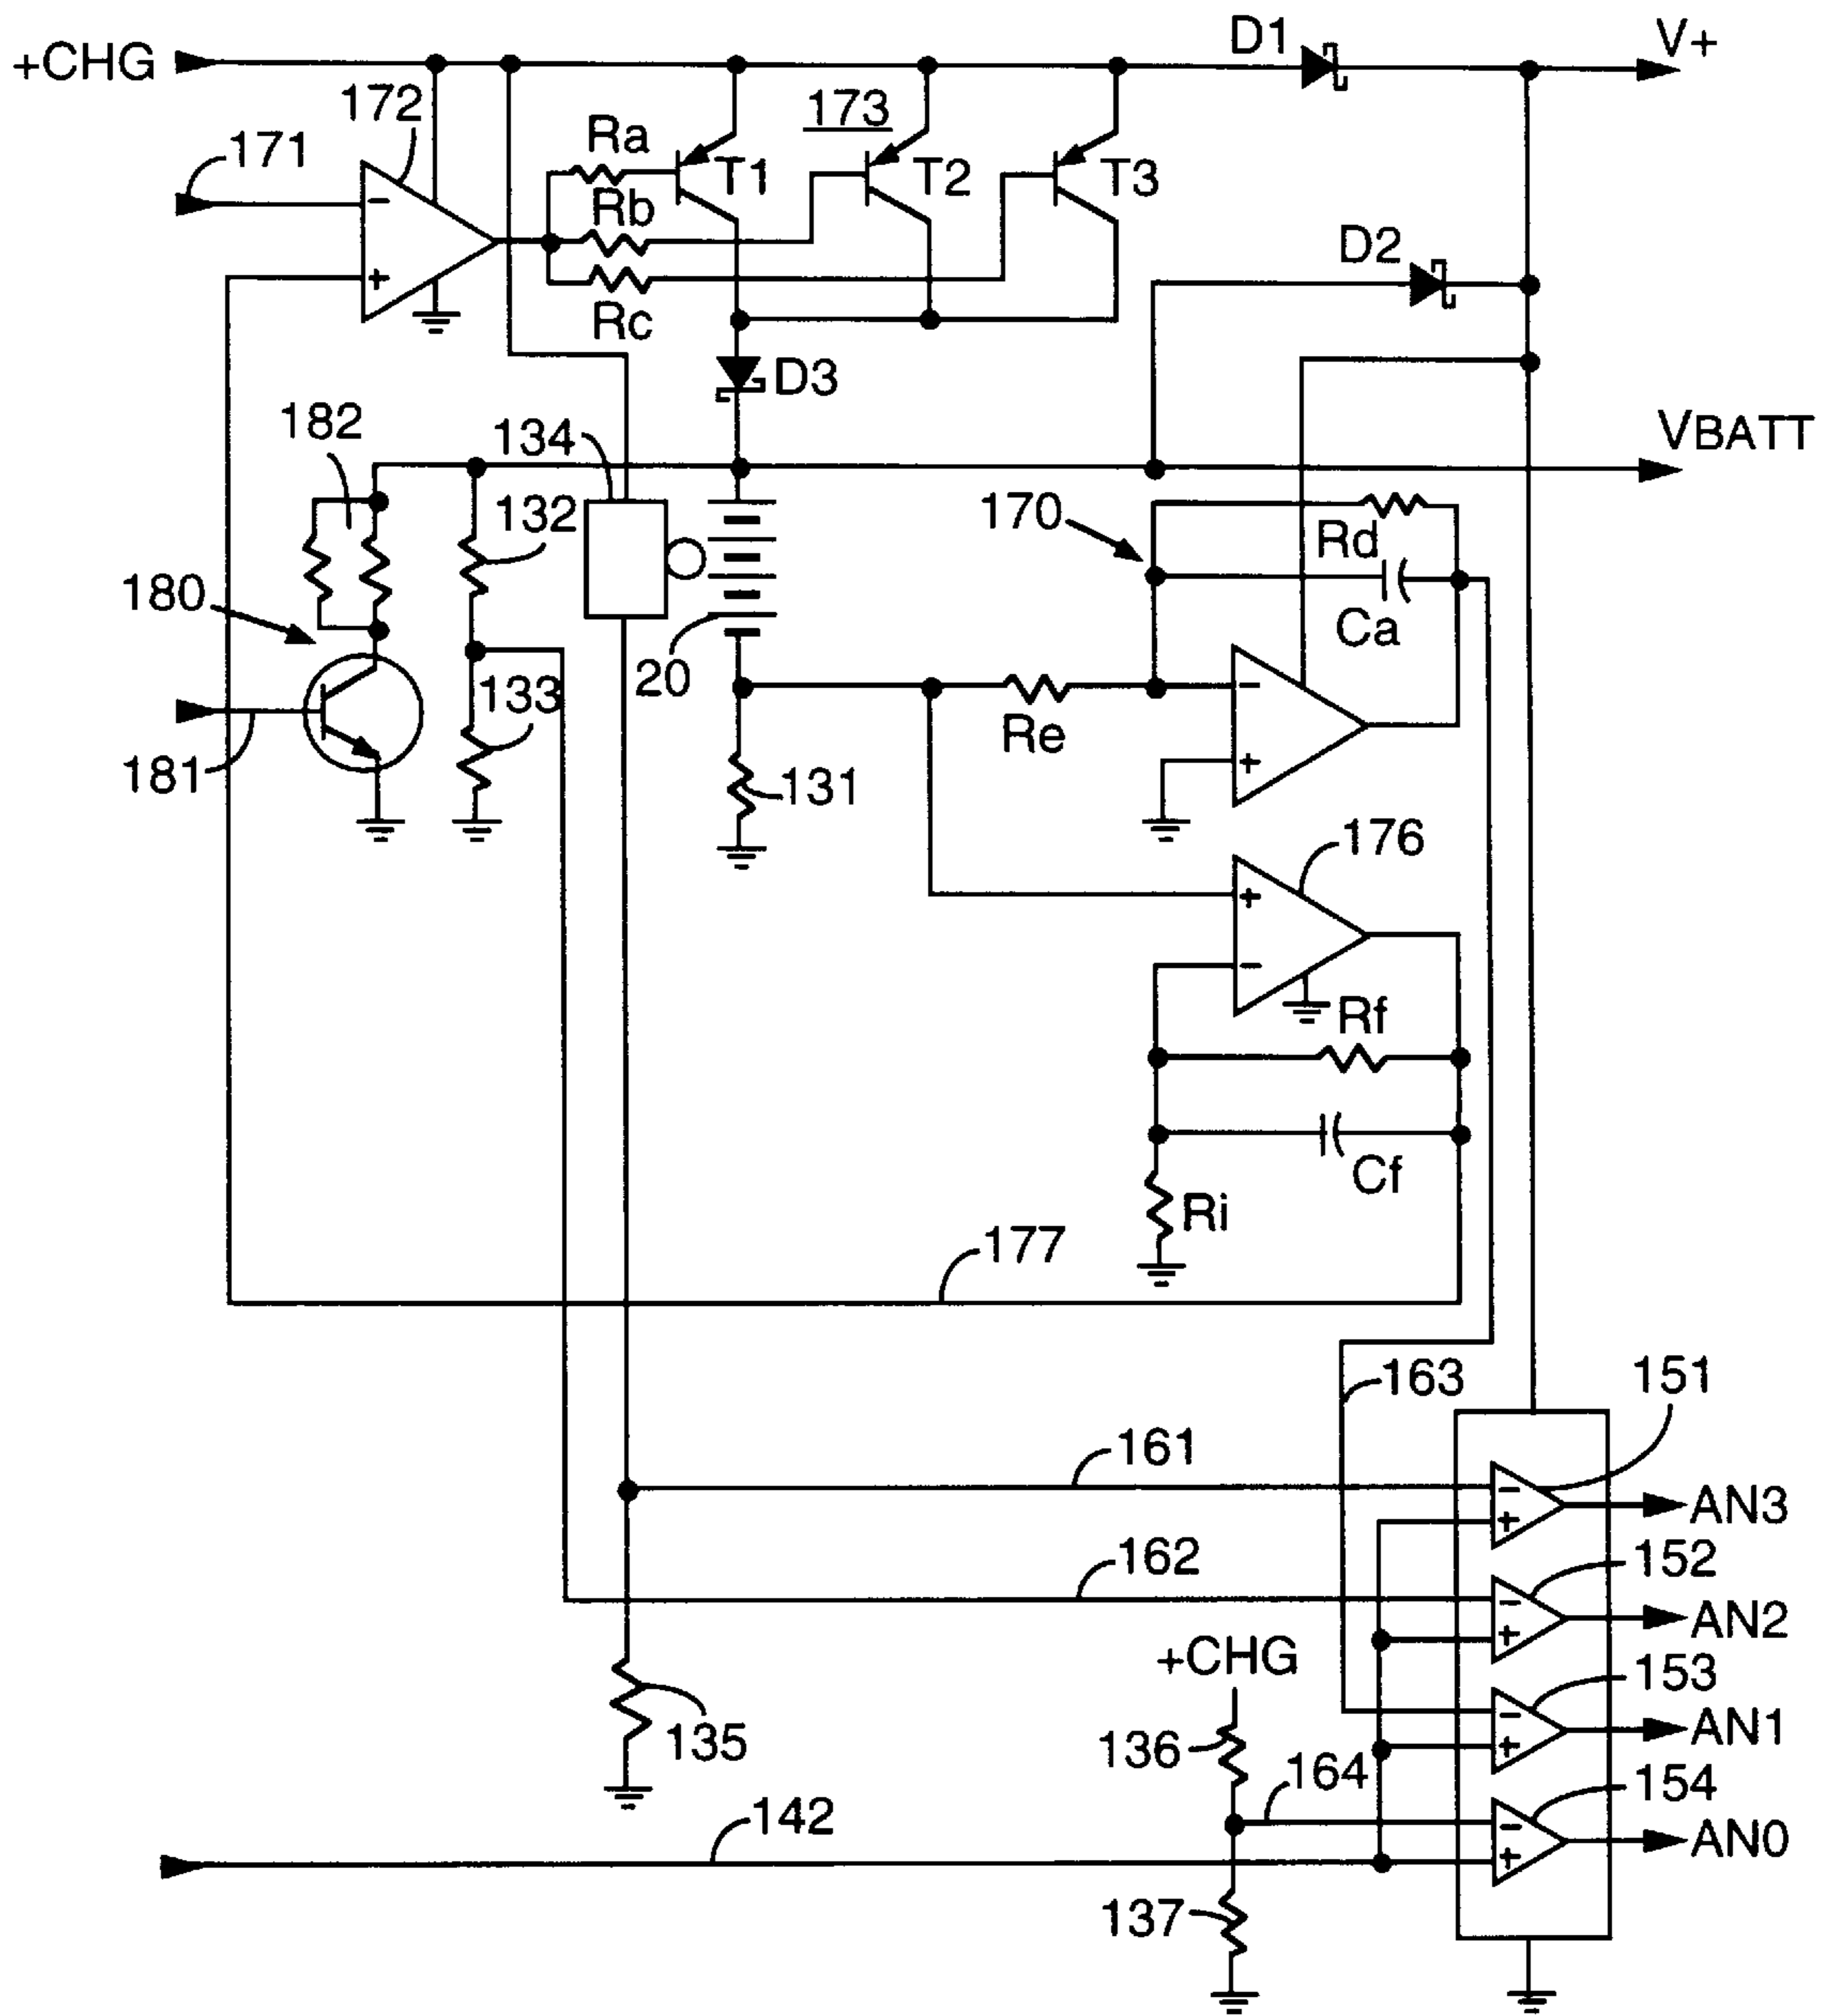 D1
V+
+CHG
172
173
Ra
171
T1
T2
T3
−
Rb
D2
+
Rc
D3
182
134
VBATT
132
170
Rd
180
Ca
20
133
−
Re
181
131
+
176
+
−
Rf
Cf
Ri
177
163
151
161
−
AN3
+
162
152
−
AN2
+CHG
+
153
−
136
AN1
135
+
164
154
142
−
AN0
+
137